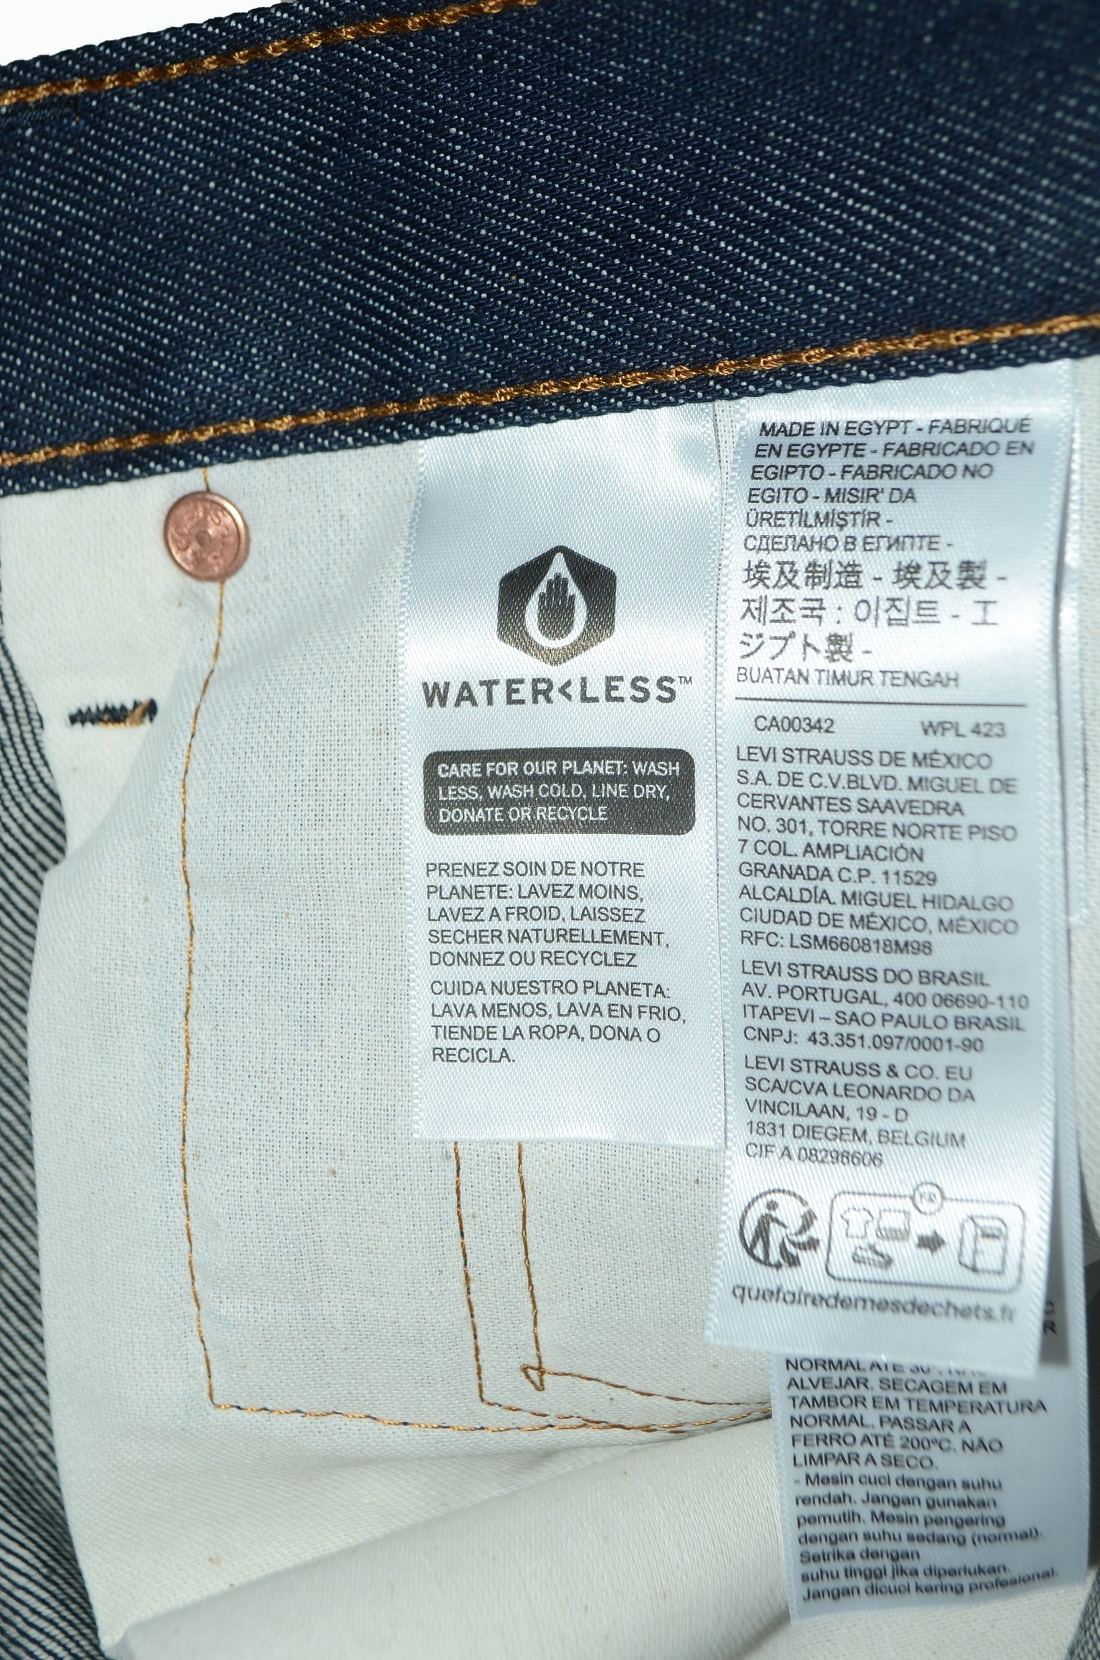 WATER<LESS™
CARE FOR OUR PLANET: WASH
LESS, WASH COLD, LINE DRY,
DONATE OR RECYCLE
PRENEZ SOIN DE NOTRE
PLANETE: LAVEZ MOINS,
LAVEZ A FROID, LAISSEZ
SECHER NATURELLEMENT,
DONNEZ OU RECYCLEZ
CUIDA NUESTRO PLANETA:
LAVA MENOS, LAVA EN FRIO,
TIENDE LA ROPA, DONA O
RECICLA.
MADE IN EGYPT - FABRIQUÉ
EN EGYPTE - FABRICADO EN
EGIPTO - FABRICADO NO
EGITO - MISIR' DA
ÜRETİLMİŞTİR -
СДЕЛАНО В ЕГИПТЕ -
埃及制造 - 埃及製 -
제조국 : 이집트 - エ
ジプト製 -
BUATAN TIMUR TENGAH
CA00342 WPL 423
LEVI STRAUSS DE MÉXICO
S.A. DE C.V.BLVD. MIGUEL DE
CERVANTES SAAVEDRA
NO. 301, TORRE NORTE PISO
7 COL. AMPLIACIÓN
GRANADA C.P. 11529
ALCALDÍA. MIGUEL HIDALGO
CIUDAD DE MÉXICO, MÉXICO
RFC: LSM660818M98
LEVI STRAUSS DO BRASIL
AV. PORTUGAL, 400 06690-110
ITAPEVI – SAO PAULO BRASIL
CNPJ: 43.351.097/0001-90
LEVI STRAUSS & CO. EU
SCA/CVA LEONARDO DA
VINCILAAN, 19 - D
1831 DIEGEM, BELGIUM
CIF A 08298606
FR
quefairedemesdechets.fr
NORMAL ATÉ 30°.
ALVEJAR. SECAGEM EM
TAMBOR EM TEMPERATURA
NORMAL. PASSAR A
FERRO ATÉ 200ºC. NÃO
LIMPAR A SECO.
- Mesin cuci dengan suhu
rendah. Jangan gunakan
pemutih. Mesin pengering
dengan suhu sedang (normal).
Setrika dengan
suhu tinggi jika diperlukan.
Jangan dicuci kering profesional.